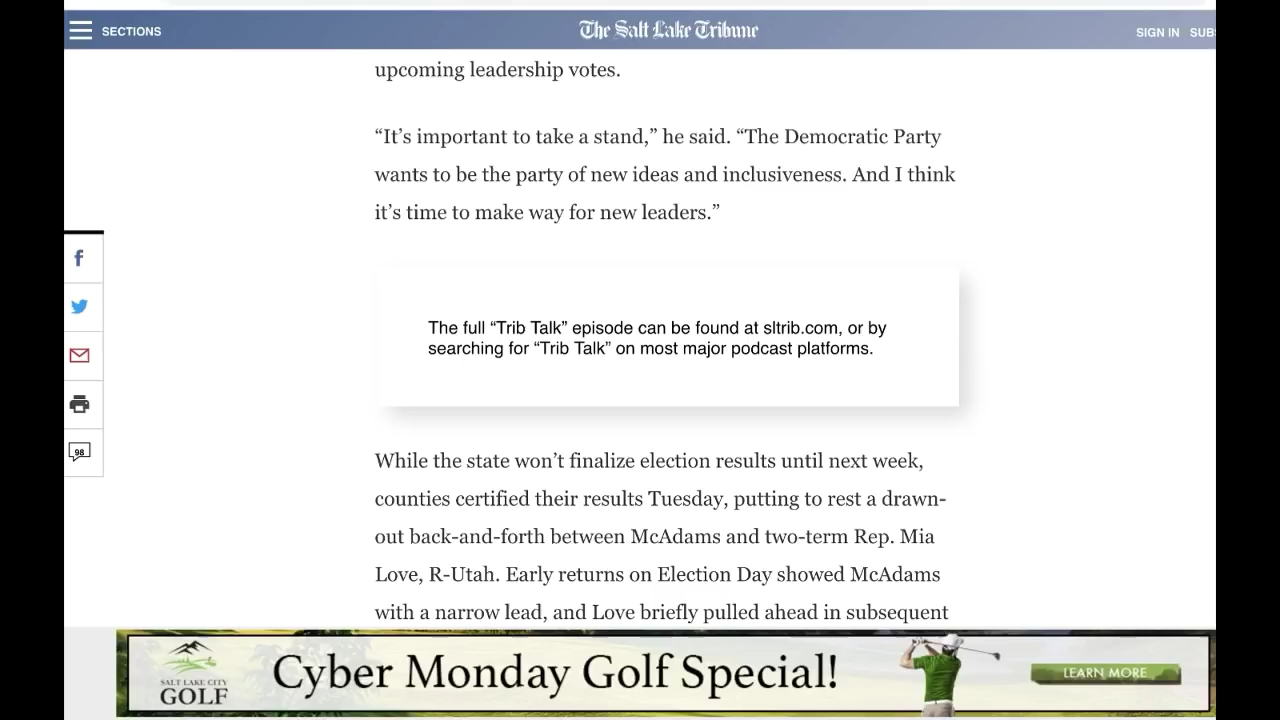 SECTIONS
The Salt Lake Tribune
SIGN IN SUBS
upcoming leadership votes.
“It’s important to take a stand,” he said. “The Democratic Party
wants to be the party of new ideas and inclusiveness. And I think
it’s time to make way for new leaders.”
f
The full “Trib Talk” episode can be found at sltrib.com, or by
searching for “Trib Talk” on most major podcast platforms.
98
While the state won’t finalize election results until next week,
counties certified their results Tuesday, putting to rest a drawn-
out back-and-forth between McAdams and two-term Rep. Mia
Love, R-Utah. Early returns on Election Day showed McAdams
with a narrow lead, and Love briefly pulled ahead in subsequent
SALT LAKE CITY
GOLF
Cyber Monday Golf Special!
LEARN MORE